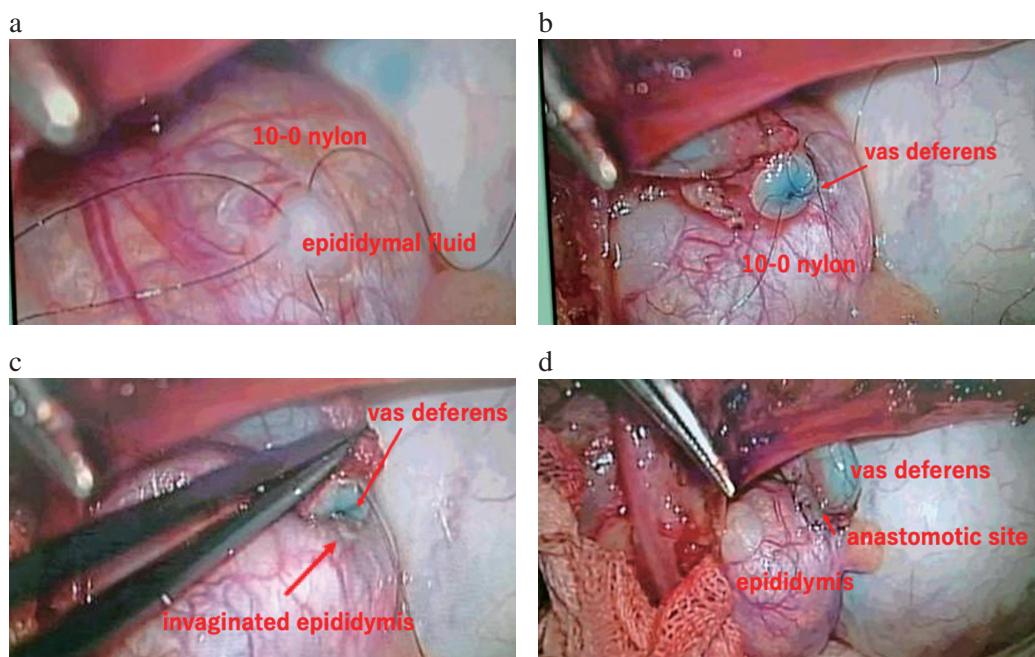 a
10-0 nylon
epididymal fluid
b
vas deferens
10-0 nylon
c
vas deferens
invaginated epididymis
d
vas deferens
anastomotic site
epididymis